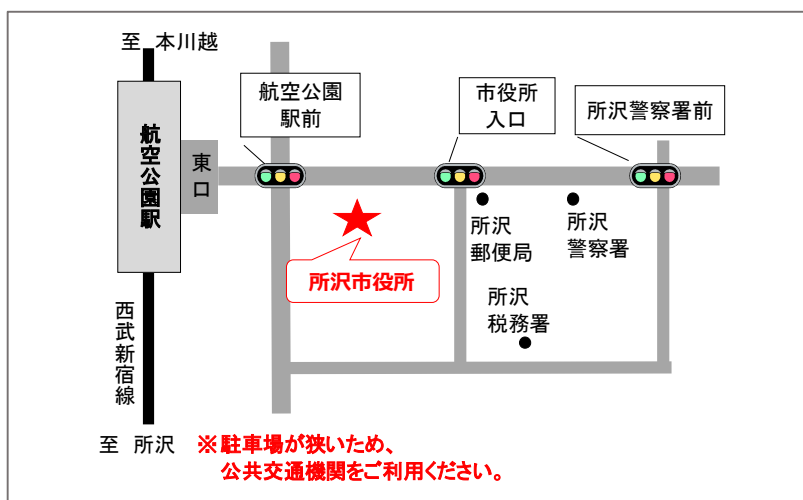 至 本川越
航空公園
駅前
市役所
入口
所沢警察署前
航空公園駅
東口
所沢
郵便局
所沢
警察署
所沢市役所
所沢
税務署
西武新宿線
至 所沢
※駐車場が狭いため、
公共交通機関をご利用ください。